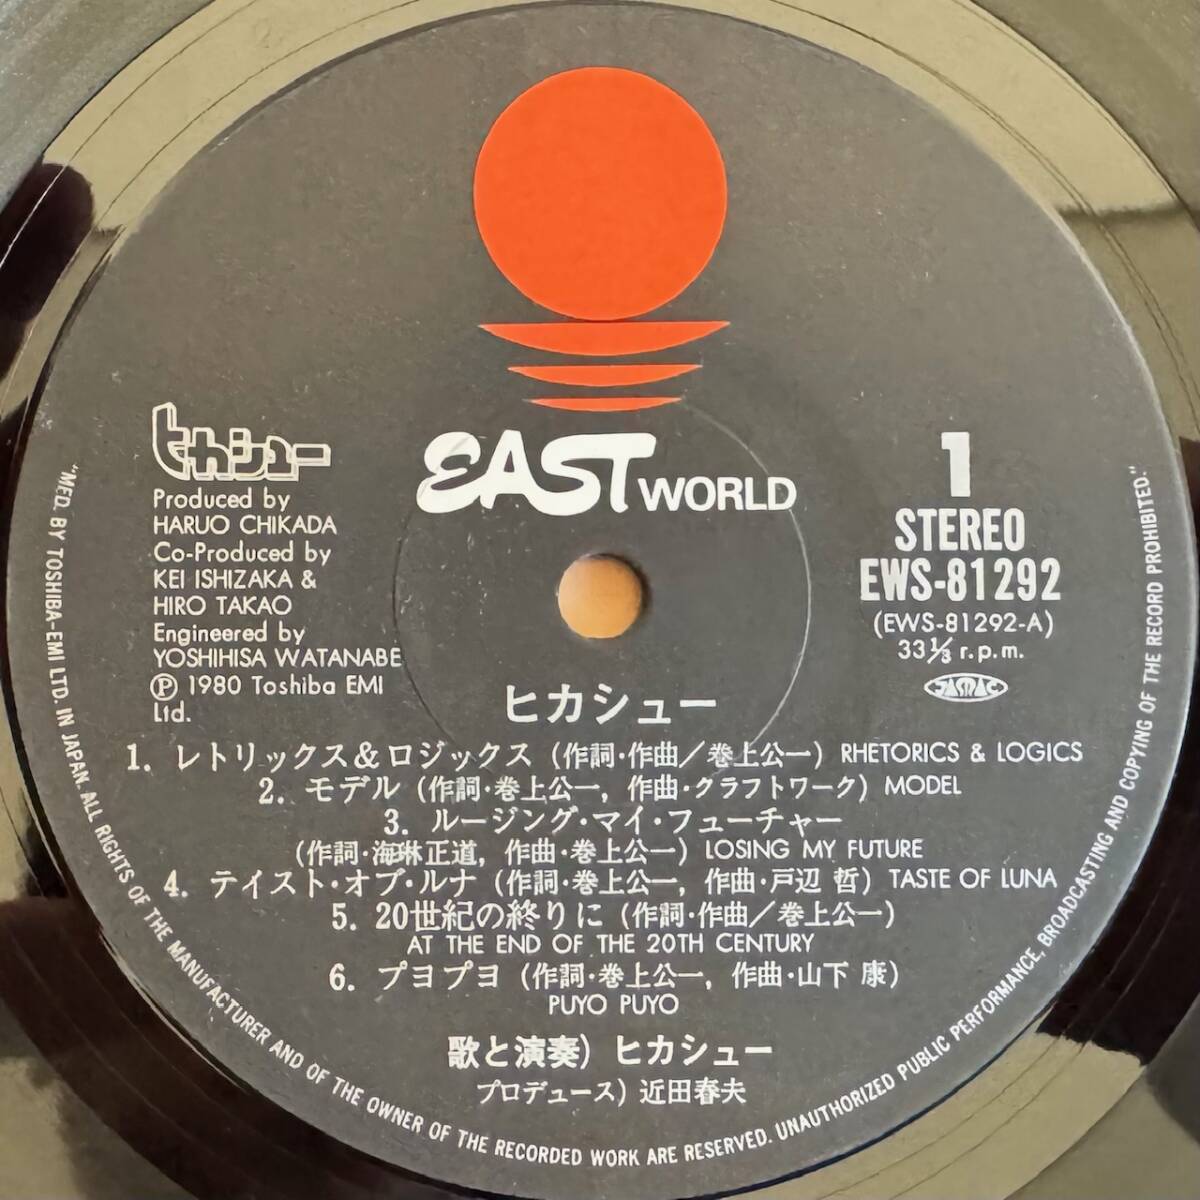 EAST WORLD
ヒカシュー
Produced by
HARUO CHIKADA
Co-Produced by
KEI ISHIZAKA &
HIRO TAKAO
Engineered by
YOSHIHISA WATANABE
Ⓟ 1980 Toshiba EMI
Ltd.
1
STEREO
EWS-81292
(EWS-81292-A)
33⅓ r.p.m.
JASRAC
ヒカシュー
1. レトリックス&ロジックス (作詞・作曲/巻上公一) RHETORICS & LOGICS
2. モデル (作詞・巻上公一, 作曲・クラフトワーク) MODEL
3. ルージング・マイ・フューチャー
(作詞・海琳正道, 作曲・巻上公一) LOSING MY FUTURE
4. テイスト・オブ・ルナ (作詞・巻上公一, 作曲・戸辺 哲) TASTE OF LUNA
5. 20世紀の終りに (作詞・作曲/巻上公一)
AT THE END OF THE 20TH CENTURY
6. プヨプヨ (作詞・巻上公一, 作曲・山下 康)
PUYO PUYO
歌と演奏) ヒカシュー
プロデュース) 近田春夫
"MFD. BY TOSHIBA-EMI LTD. IN JAPAN. ALL RIGHTS OF THE MANUFACTURER AND OF THE OWNER OF THE RECORDED WORK ARE RESERVED. UNAUTHORIZED PUBLIC PERFORMANCE, BROADCASTING AND COPYING OF THE RECORD PROHIBITED."